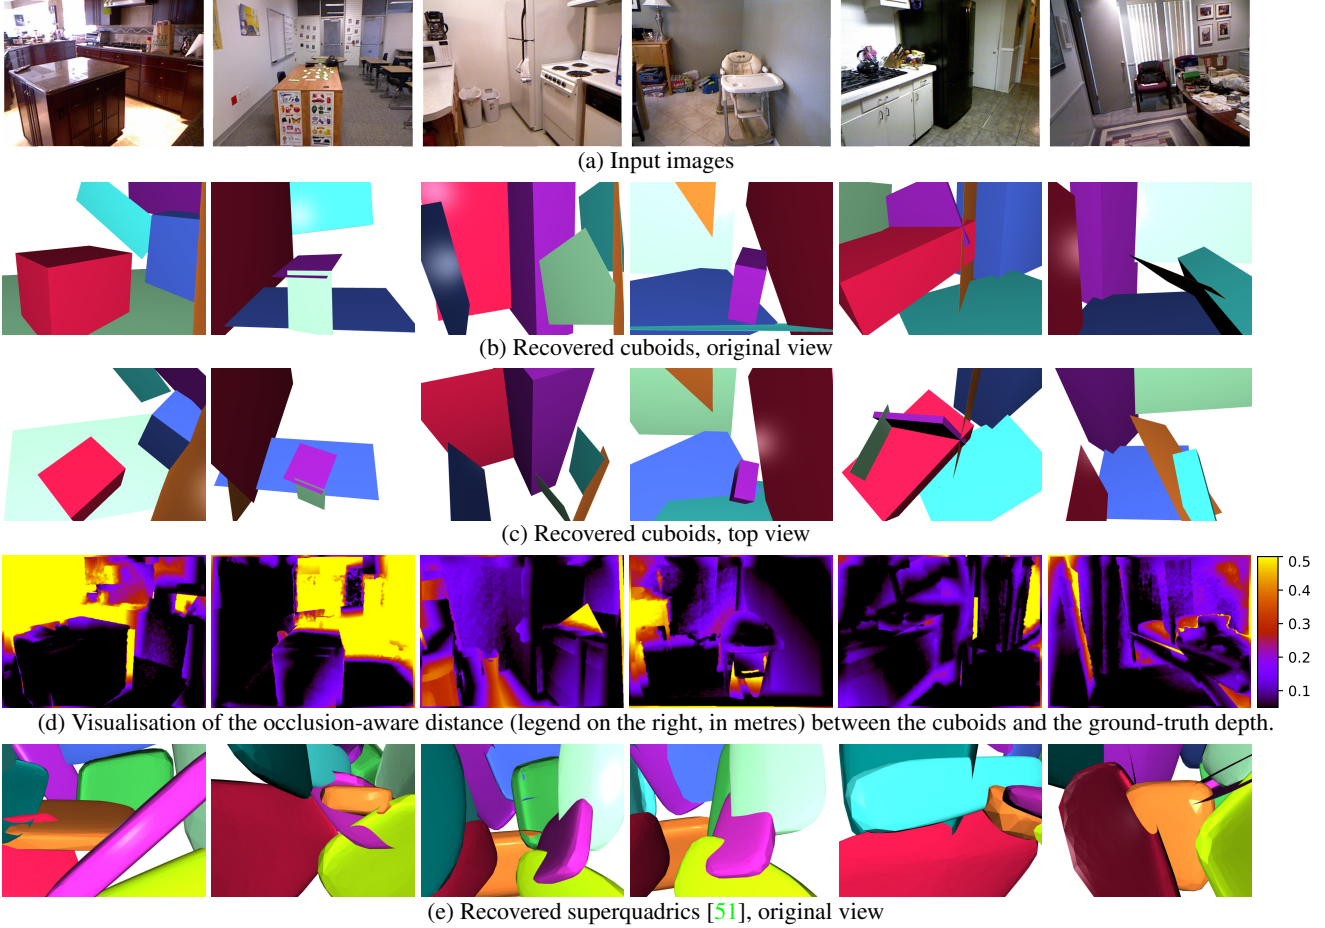 (a) Input images
(b) Recovered cuboids, original view
(c) Recovered cuboids, top view
0.5
0.4
0.3
0.2
0.1
(d) Visualisation of the occlusion-aware distance (legend on the right, in metres) between the cuboids and the ground-truth depth.
(e) Recovered superquadrics [51], original view